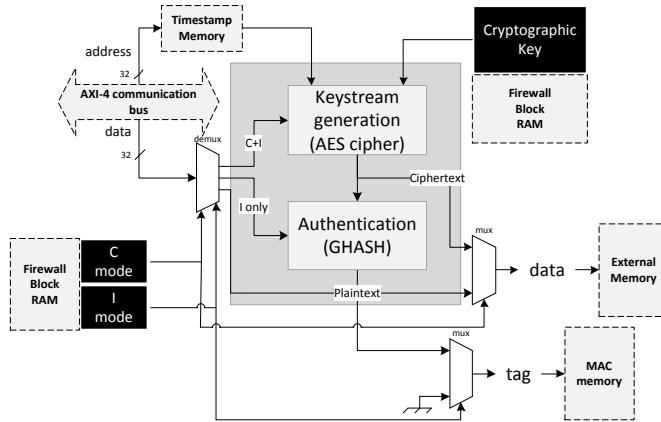 Timestamp
Memory
Cryptographic
Key
address
32
AXI-4 communication
bus
Firewall
Block
RAM
Keystream
generation
(AES cipher)
data
32
demux
C+I
Ciphertext
I only
Authentication
(GHASH)
mux
Firewall
Block
RAM
C
mode
I
mode
data
External
Memory
Plaintext
mux
tag
MAC
memory